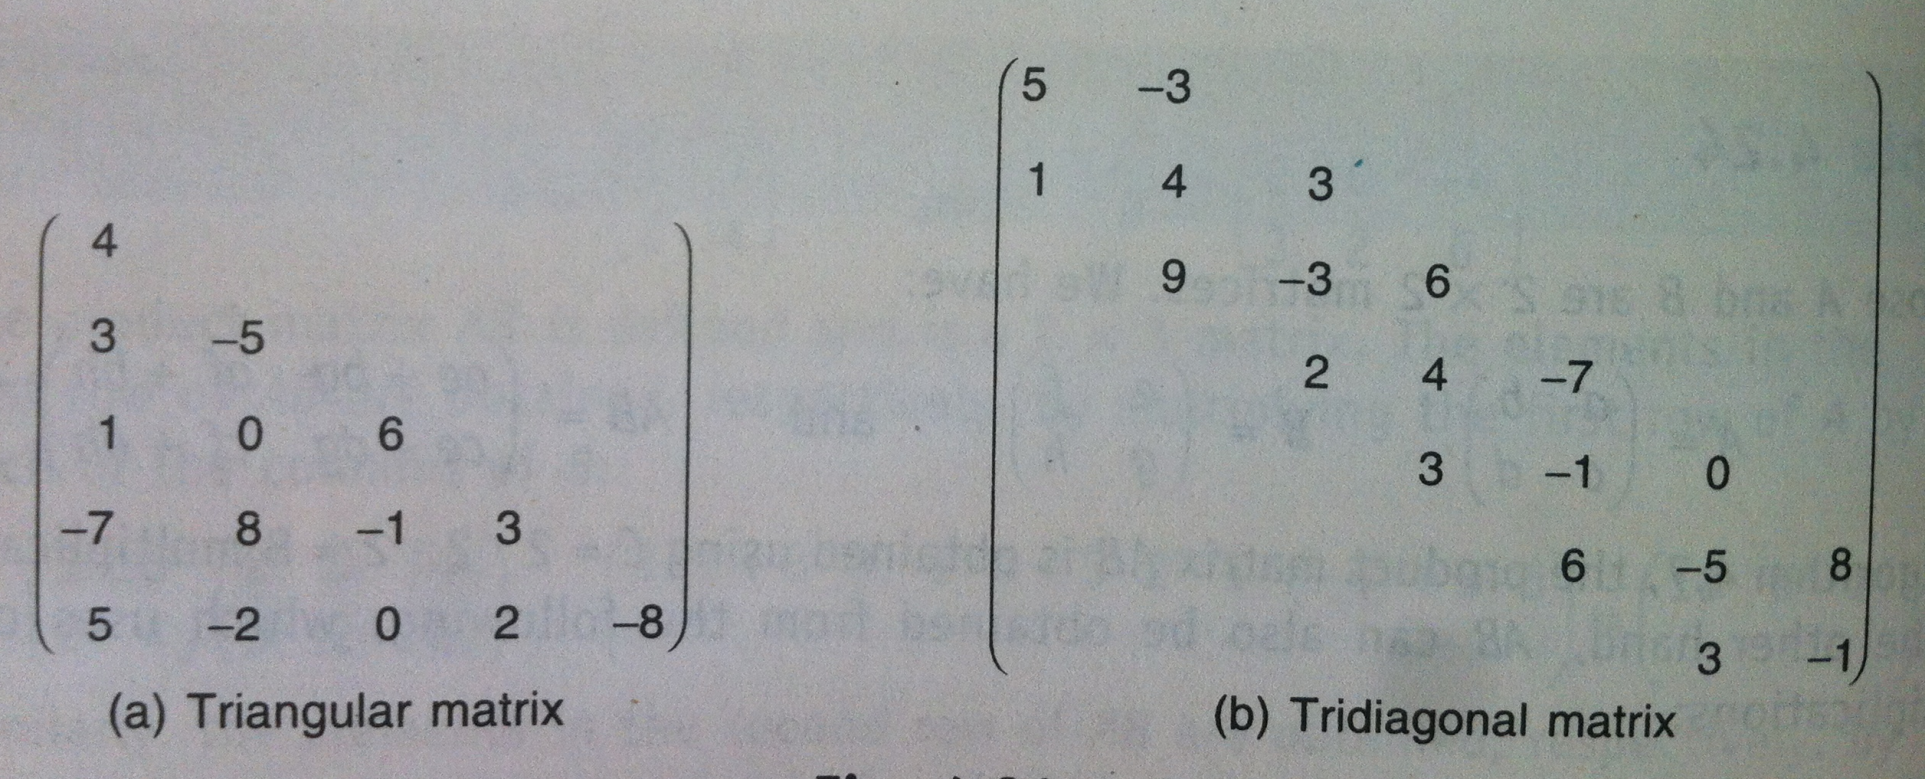 4
3 –5
1 0 6
–7 8 –1 3
5 –2 0 2 –8
(a) Triangular matrix
5 –3
1 4 3
9 –3 6
2 4 –7
3 –1 0
6 –5 8
3 –1
(b) Tridiagonal matrix